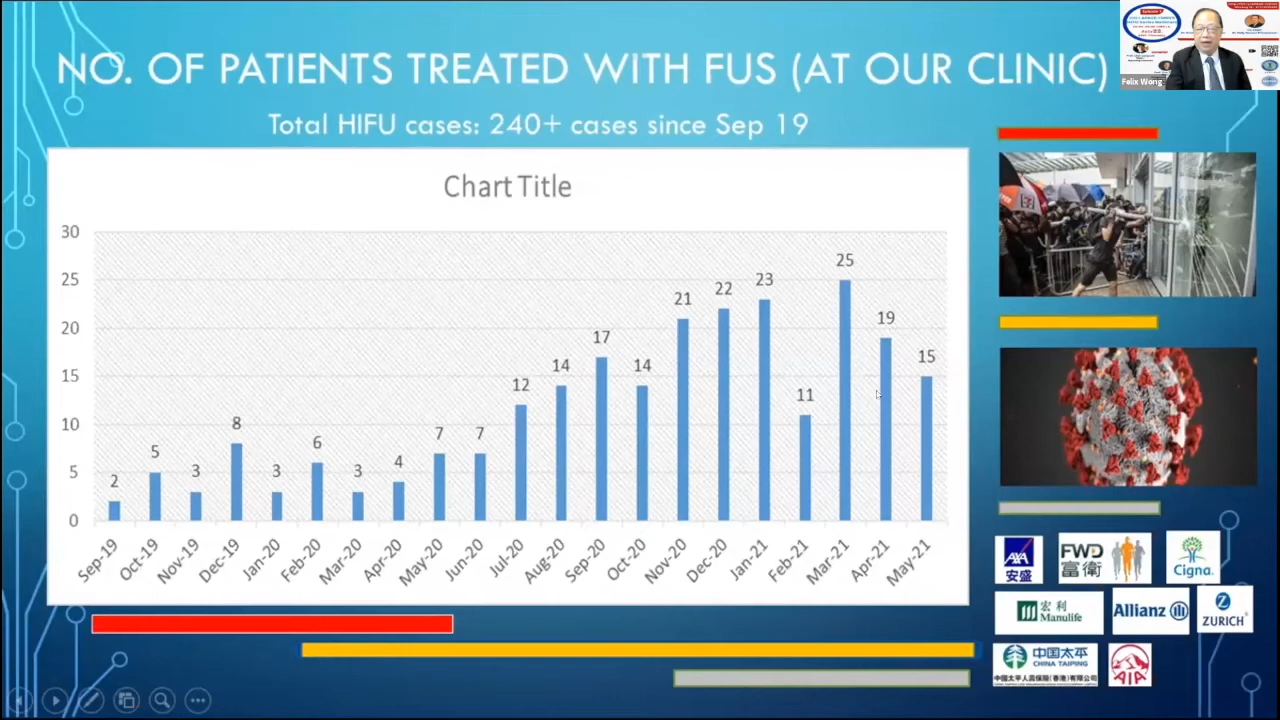 NO. OF PATIENTS TREATED WITH FUS (AT OUR CLINIC)
Total HIFU cases: 240+ cases since Sep 19
Chart Title
30
25
20
15
10
5
0
2
5
3
8
3
6
3
4
7
7
12
14
17
14
21
22
23
11
25
19
15
Sep-19
Oct-19
Nov-19
Dec-19
Jan-20
Feb-20
Mar-20
Apr-20
May-20
Jun-20
Jul-20
Aug-20
Sep-20
Oct-20
Nov-20
Dec-20
Jan-21
Feb-21
Mar-21
Apr-21
May-21
Felix Wong
AXA
安盛
FWD
富衛
Cigna
宏利
Manulife
Allianz
Z
ZURICH
中国太平
CHINA TAIPING
中國太平人壽保險(香港)有限公司
AIA